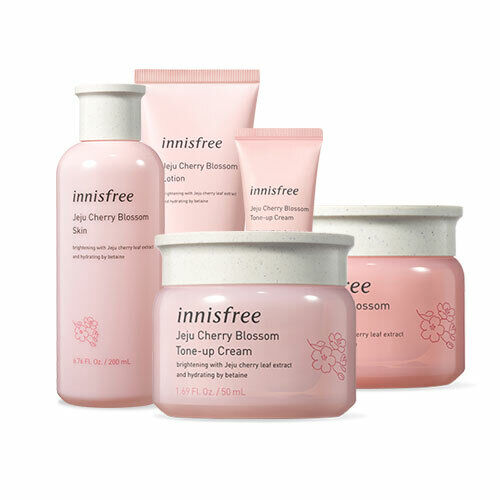 innisfree
Jeju Cherry Blossom
Skin
brightening with Jeju cherry leaf extract
and hydrating by betaine
6.76 Fl. Oz. / 200 mL
innisfree
Jeju Cherry Blossom
Lotion
brightening with Jeju cherry leaf extract
and hydrating by betaine
innisfree
Jeju Cherry Blossom
Tone-up Cream
innisfree
Jeju Cherry Blossom
Tone-up Cream
brightening with Jeju cherry leaf extract
and hydrating by betaine
1.69 Fl. Oz. / 50 mL
free
Blossom
leaf extract